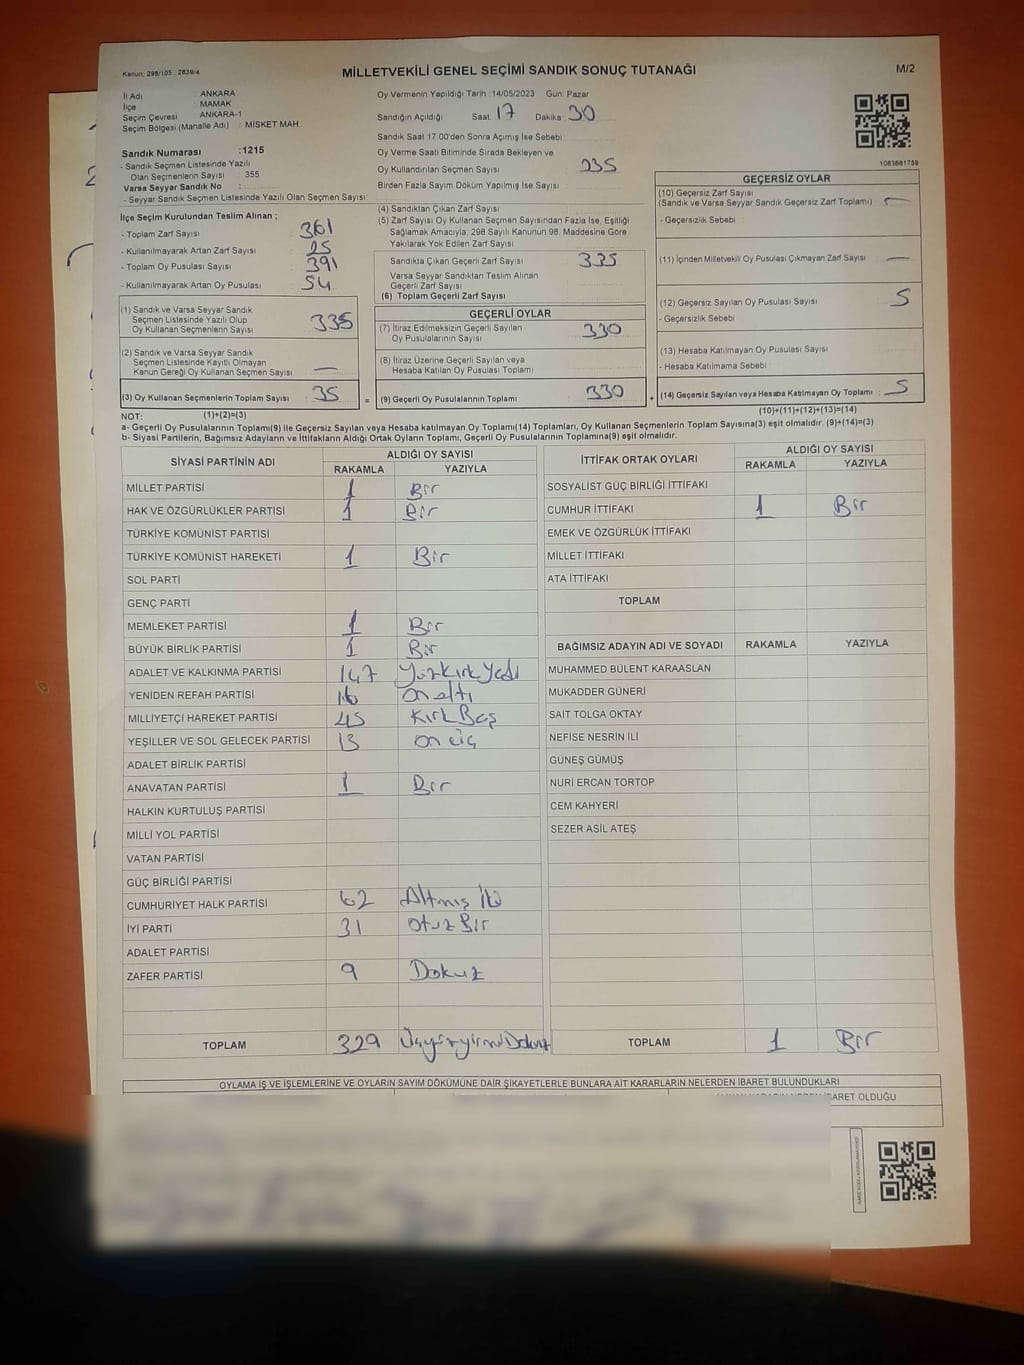 Kanun: 298/105 , 2839/4
MİLLETVEKİLİ GENEL SEÇİMİ SANDIK SONUÇ TUTANAĞI
M/2
İl Adı ANKARA
İlçe MAMAK
Seçim Çevresi ANKARA-1
Seçim Bölgesi (Mahalle Adı) : MİSKET MAH
Sandık Numarası :1215
- Sandık Seçmen Listesinde Yazılı
Olan Seçmenlerin Sayısı : 355
Varsa Seyyar Sandık No :
- Seyyar Sandık Seçmen Listesinde Yazılı Olan Seçmen Sayısı:
İlçe Seçim Kurulundan Teslim Alınan ;
- Toplam Zarf Sayısı : 361
- Kullanılmayarak Artan Zarf Sayısı : 25
- Toplam Oy Pusulası Sayısı : 391
- Kullanılmayarak Artan Oy Pusulası : 54
(1) Sandık ve Varsa Seyyar Sandık
Seçmen Listesinde Yazılı Olup
Oy Kullanan Seçmenlerin Sayısı : 335
(2) Sandık ve Varsa Seyyar Sandık
Seçmen Listesinde Kayıtlı Olmayan
Kanun Gereği Oy Kullanan Seçmen Sayısı : —
(3) Oy Kullanan Seçmenlerin Toplam Sayısı : 35 =
Oy Vermenin Yapıldığı Tarih : 14/05/2023 Gün: Pazar
Sandığın Açıldığı Saat: 17 Dakika : 30
Sandık Saat 17.00'den Sonra Açılmış İse Sebebi :
Oy Verme Saati Bitiminde Sırada Bekleyen ve
Oy Kullandırılan Seçmen Sayısı : 335
Birden Fazla Sayım Döküm Yapılmış İse Sayısı :
(4) Sandıktan Çıkan Zarf Sayısı :
(5) Zarf Sayısı Oy Kullanan Seçmen Sayısından Fazla İse, Eşitliği
Sağlamak Amacıyla, 298 Sayılı Kanunun 98. Maddesine Göre
Yakılarak Yok Edilen Zarf Sayısı :
Sandıkta Çıkan Geçerli Zarf Sayısı : 335
Varsa Seyyar Sandıktan Teslim Alınan
Geçerli Zarf Sayısı :
(6) Toplam Geçerli Zarf Sayısı :
GEÇERLİ OYLAR
(7) İtiraz Edilmeksizin Geçerli Sayılan
Oy Pusulalarının Sayısı : 330
(8) İtiraz Üzerine Geçerli Sayılan veya
Hesaba Katılan Oy Pusulası Toplamı :
(9) Geçerli Oy Pusulalarının Toplamı : 330 +
1083681759
GEÇERSİZ OYLAR
(10) Geçersiz Zarf Sayısı
(Sandık ve Varsa Seyyar Sandık Geçersiz Zarf Toplamı) : —
- Geçersizlik Sebebi :
(11) İçinden Milletvekili Oy Pusulası Çıkmayan Zarf Sayısı : —
(12) Geçersiz Sayılan Oy Pusulası Sayısı : 5
- Geçersizlik Sebebi :
(13) Hesaba Katılmayan Oy Pusulası Sayısı :
- Hesaba Katılmama Sebebi :
(14) Geçersiz Sayılan veya Hesaba Katılmayan Oy Toplamı : 5
NOT: (1)+(2)=(3) (10)+(11)+(12)+(13)=(14)
a- Geçerli Oy Pusulalarının Toplamı(9) ile Geçersiz Sayılan veya Hesaba katılmayan Oy Toplamı(14) Toplamları, Oy Kullanan Seçmenlerin Toplam Sayısına(3) eşit olmalıdır. (9)+(14)=(3)
b- Siyasi Partilerin, Bağımsız Adayların ve İttifakların Aldığı Ortak Oyların Toplamı, Geçerli Oy Pusulalarının Toplamına(9) eşit olmalıdır.
SİYASİ PARTİNİN ADI ALDIĞI OY SAYISI
RAKAMLA YAZIYLA
MİLLET PARTİSİ 1 Bir
HAK VE ÖZGÜRLÜKLER PARTİSİ 1 Bir
TÜRKİYE KOMÜNİST PARTİSİ
TÜRKİYE KOMÜNİST HAREKETİ 1 Bir
SOL PARTİ
GENÇ PARTİ
MEMLEKET PARTİSİ 1 Bir
BÜYÜK BİRLİK PARTİSİ 1 Bir
ADALET VE KALKINMA PARTİSİ 147 Yüzkırk Yedi
YENİDEN REFAH PARTİSİ 16 on altı
MİLLİYETÇİ HAREKET PARTİSİ 45 Kırk Beş
YEŞİLLER VE SOL GELECEK PARTİSİ 13 on üç
ADALET BİRLİK PARTİSİ
ANAVATAN PARTİSİ 1 Bir
HALKIN KURTULUŞ PARTİSİ
MİLLİ YOL PARTİSİ
VATAN PARTİSİ
GÜÇ BİRLİĞİ PARTİSİ
CUMHURİYET HALK PARTİSİ 62 Altmış İki
İYİ PARTİ 31 otuz Bir
ADALET PARTİSİ
ZAFER PARTİSİ 9 Dokuz
TOPLAM 329 Üçyüzyirmi Dokuz
İTTİFAK ORTAK OYLARI ALDIĞI OY SAYISI
RAKAMLA YAZIYLA
SOSYALİST GÜÇ BİRLİĞİ İTTİFAKI
CUMHUR İTTİFAKI 1 Bir
EMEK VE ÖZGÜRLÜK İTTİFAKI
MİLLET İTTİFAKI
ATA İTTİFAKI
TOPLAM
BAĞIMSIZ ADAYIN ADI VE SOYADI RAKAMLA YAZIYLA
MUHAMMED BÜLENT KARAASLAN
MUKADDER GÜNERİ
SAİT TOLGA OKTAY
NEFİSE NESRİN İLİ
GÜNEŞ GÜMÜŞ
NURİ ERCAN TORTOP
CEM KAHYERİ
SEZER ASİL ATEŞ
TOPLAM 1 Bir
OYLAMA İŞ VE İŞLEMLERİNE VE OYLARIN SAYIM DÖKÜMÜNE DAİR ŞİKAYETLERLE BUNLARA AİT KARARLARIN NELERDEN İBARET BULUNDUKLARI
İBARET OLDUĞU